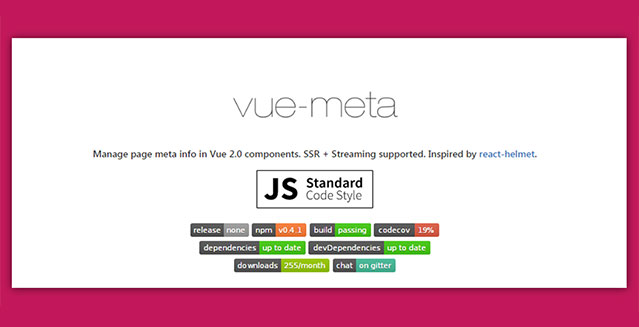 vue-meta
Manage page meta info in Vue 2.0 components. SSR + Streaming supported. Inspired by react-helmet.
JS Standard
Code Style
release none npm v0.4.1 build passing codecov 19%
dependencies up to date devDependencies up to date
downloads 255/month chat on gitter